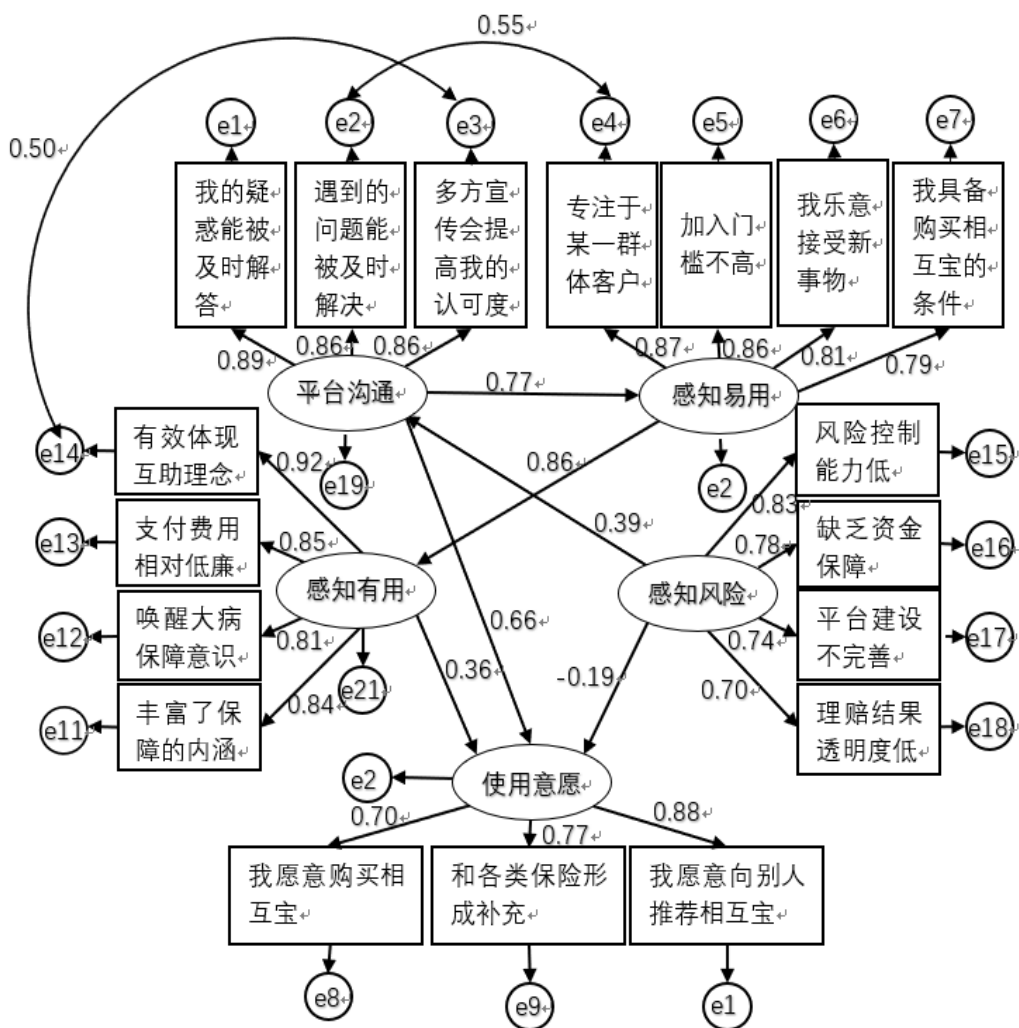 0.55
e1
e2
e3
e4
e5
e6
e7
0.50
我的疑
惑能被
及时解
答
遇到的
问题能
被及时
解决
多方宣
传会提
高我的
认可度
专注于
某一群
体客户
加入门
槛不高
我乐意
接受新
事物
我具备
购买相
互宝的
条件
0.89
0.86
0.86
0.87
0.86
0.81
0.79
平台沟通
0.77
感知易用
e14
有效体现
互助理念
0.92
e19
0.86
e2
风险控制
能力低
e15
0.39
0.83
e13
支付费用
相对低廉
0.85
0.78
缺乏资金
保障
e16
感知有用
感知风险
e12
唤醒大病
保障意识
0.81
0.66
0.74
平台建设
不完善
e17
0.36
-0.19
e11
丰富了保
障的内涵
0.84
e21
0.70
理赔结果
透明度低
e18
e2
使用意愿
0.70
0.77
0.88
我愿意购买相
互宝
和各类保险形
成补充
我愿意向别人
推荐相互宝
e8
e9
e1